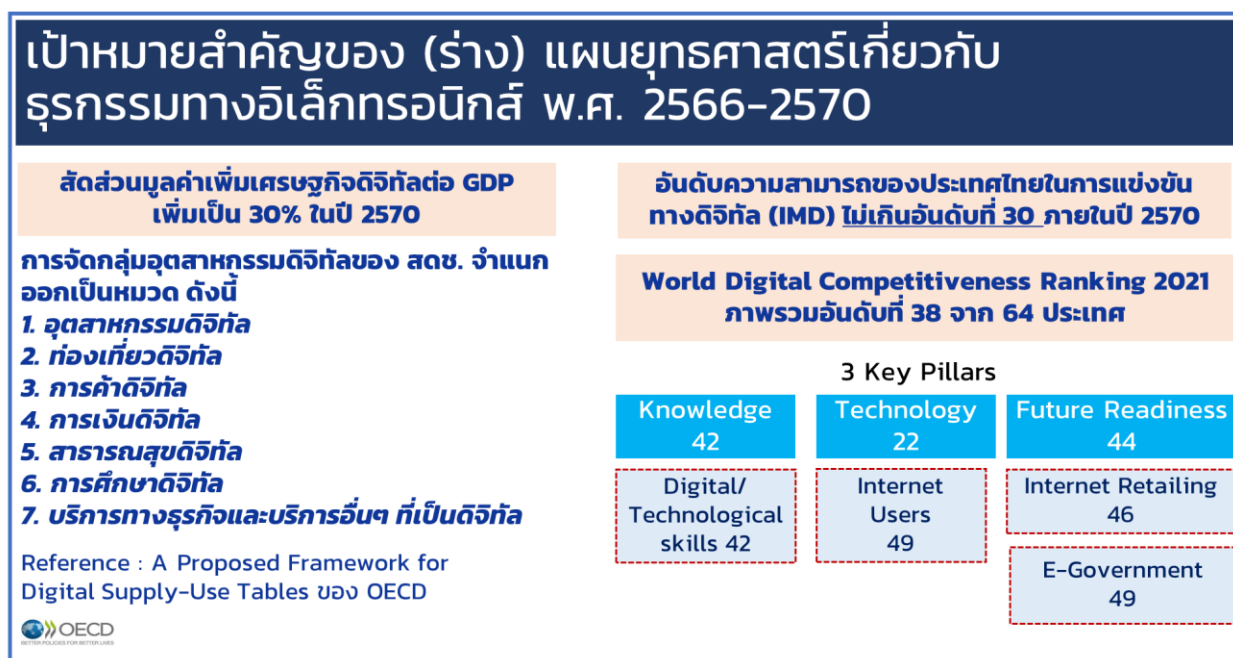 เป้าหมายสำคัญของ (ร่าง) แผนยุทธศาสตร์เกี่ยวกับ
ธุรกรรมทางอิเล็กทรอนิกส์ พ.ศ. 2566-2570
สัดส่วนมูลค่าเพิ่มเศรษฐกิจดิจิทัลต่อ GDP
เพิ่มเป็น 30% ในปี 2570
การจัดกลุ่มอุตสาหกรรมดิจิทัลของ สดช. จำแนก
ออกเป็นหมวด ดังนี้
1. อุตสาหกรรมดิจิทัล
2. ท่องเที่ยวดิจิทัล
3. การค้าดิจิทัล
4. การเงินดิจิทัล
5. สาธารณสุขดิจิทัล
6. การศึกษาดิจิทัล
7. บริการทางธุรกิจและบริการอื่นๆ ที่เป็นดิจิทัล
Reference : A Proposed Framework for
Digital Supply-Use Tables ของ OECD
OECD
BETTER POLICIES FOR BETTER LIVES
อันดับความสามารถของประเทศไทยในการแข่งขัน
ทางดิจิทัล (IMD) ไม่เกินอันดับที่ 30 ภายในปี 2570
World Digital Competitiveness Ranking 2021
ภาพรวมอันดับที่ 38 จาก 64 ประเทศ
3 Key Pillars
Knowledge
42
Digital/
Technological
skills 42
Technology
22
Internet
Users
49
Future Readiness
44
Internet Retailing
46
E-Government
49